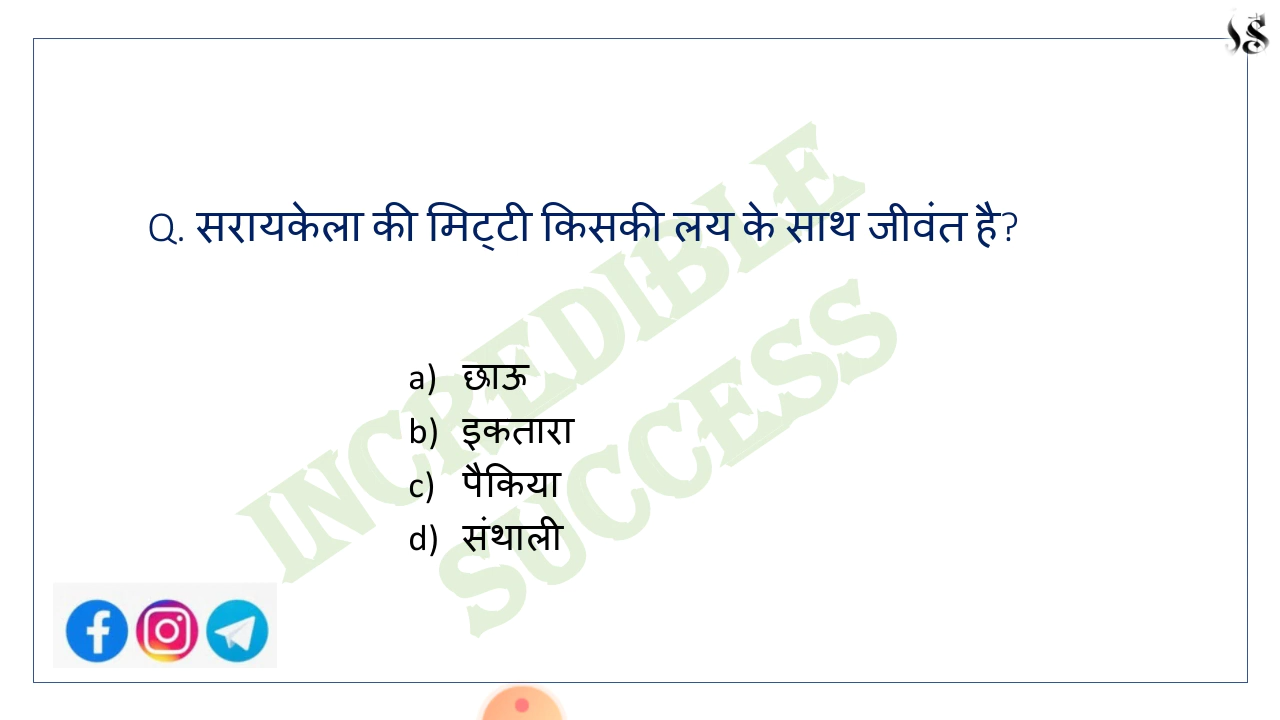 Q. सरायकेला की मिट्टी किसकी लय के साथ जीवंत है?
a) छाऊ
b) इकतारा
c) पैकिया
d) संथाली
INCREDIBLE
SUCCESS